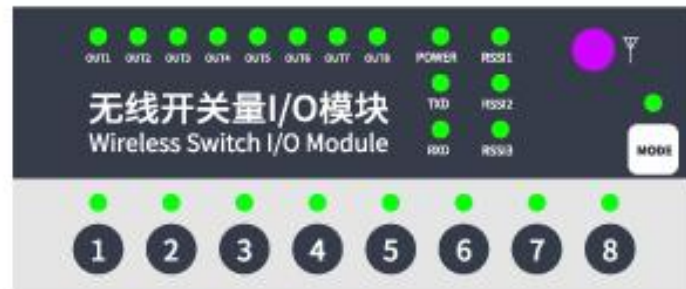 OUT1 OUT2 OUT3 OUT4 OUT5 OUT6 OUT7 OUT8 POWER RSSI1
TXD RSSI2
无线开关量I/O模块
Wireless Switch I/O Module
RXD RSSI3
MODE
1 2 3 4 5 6 7 8